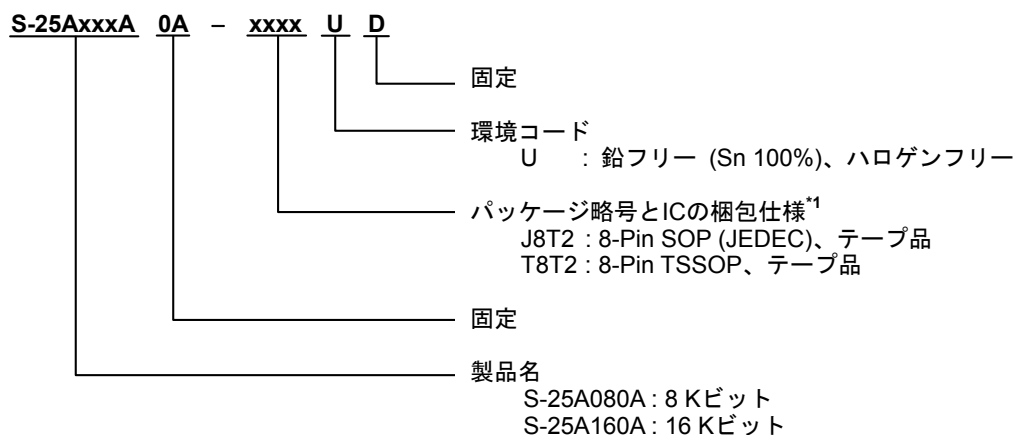 S-25AxxxA 0A – xxxx U D
固定
環境コード
U : 鉛フリー (Sn 100%)、ハロゲンフリー
パッケージ略号とICの梱包仕様*1
J8T2 : 8-Pin SOP (JEDEC)、テープ品
T8T2 : 8-Pin TSSOP、テープ品
固定
製品名
S-25A080A : 8 Kビット
S-25A160A : 16 Kビット